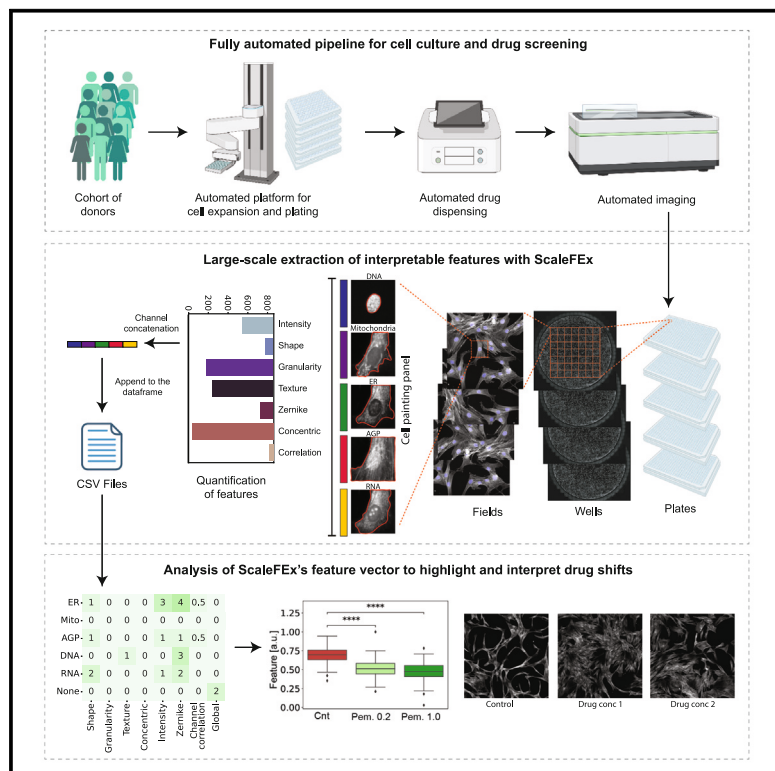 Fully automated pipeline for cell culture and drug screening
Cohort of
donors
Automated platform for
cell expansion and plating
Automated drug
dispensing
Automated imaging
Large-scale extraction of interpretable features with ScaleFEx
Channel
concatenation
Append to the
dataframe
CSV Files
0
200
400
600
800
Intensity
Shape
Granularity
Texture
Zernike
Concentric
Correlation
Quantification
of features
DNA
Mitochondria
ER
AGP
RNA
Cell painting panel
Fields
Wells
Plates
Analysis of ScaleFEx's feature vector to highlight and interpret drug shifts
ER 1 0 0 0 3 4 0.5 0
Mito 0 0 0 0 0 0 0 0
AGP 1 0 0 0 1 1 0.5 0
DNA 0 0 1 0 0 3 0 0
RNA 2 0 0 0 1 2 0 0
None 0 0 0 0 0 0 0 2
Shape
Granularity
Texture
Concentric
Intensity
Zernike
Channel
correlation
Global
Feature [a.u.]
1.25
1.00
0.75
0.50
0.25
0.00
****
****
Cnt
Pem. 0.2
Pem. 1.0
Control
Drug conc 1
Drug conc 2